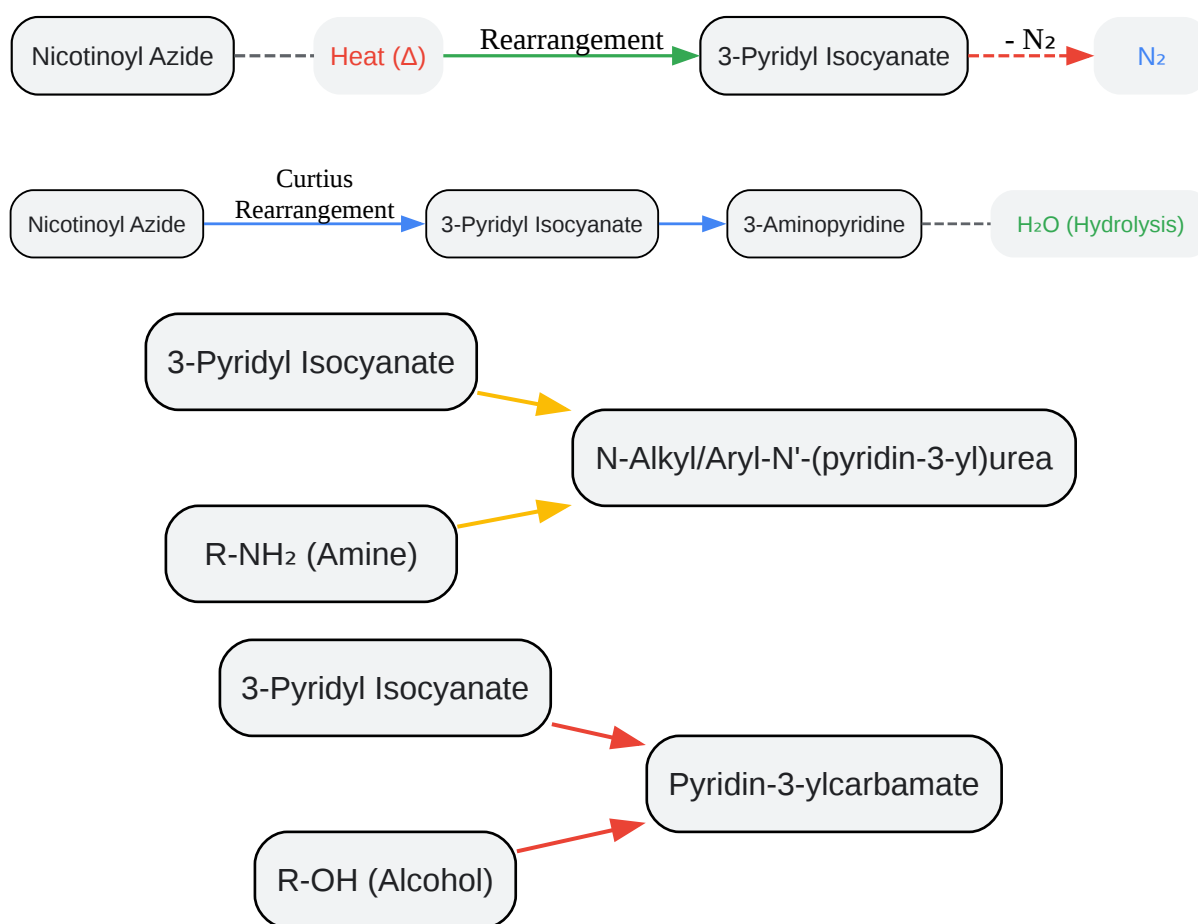 Nicotinoyl Azide
Heat (Δ)
Rearrangement
3-Pyridyl Isocyanate
- N₂
N₂
Nicotinoyl Azide
Curtius
Rearrangement
3-Pyridyl Isocyanate
3-Aminopyridine
H₂O (Hydrolysis)
3-Pyridyl Isocyanate
N-Alkyl/Aryl-N'-(pyridin-3-yl)urea
R-NH₂ (Amine)
3-Pyridyl Isocyanate
Pyridin-3-ylcarbamate
R-OH (Alcohol)